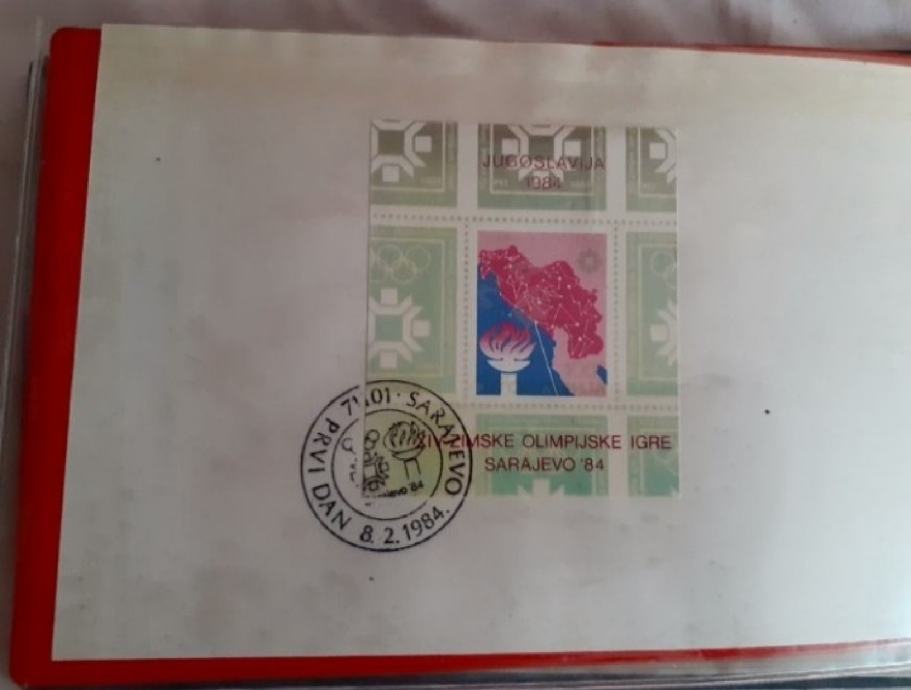 JUGOSLAVIJA
1984
XIV ZIMSKE OLIMPIJSKE IGRE
SARAJEVO '84
71101 · SARAJEVO
PRVI DAN 8.2.1984.